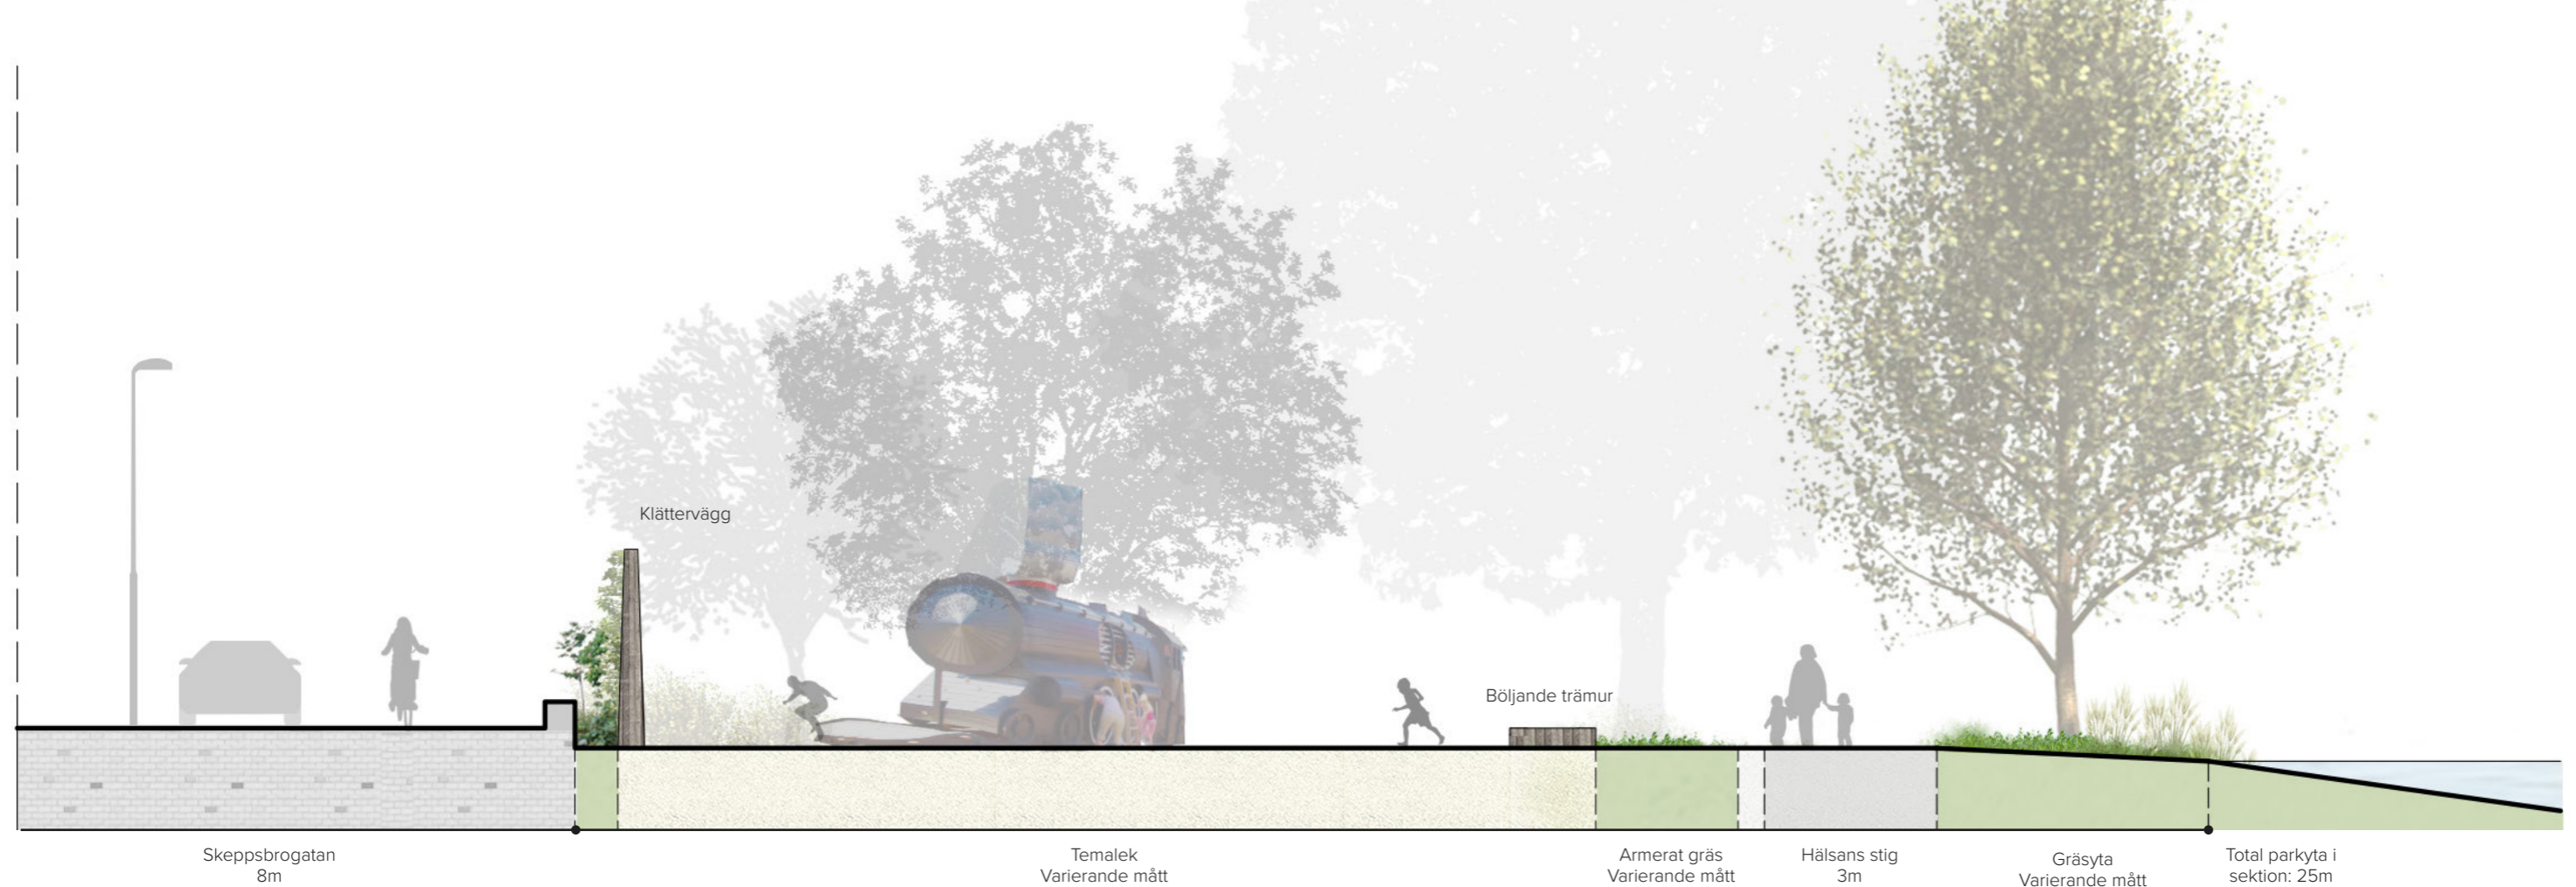 Klättervägg
Böljande trämur
Skeppsbrogatan
8m
Temalek
Varierande mått
Armerat gräs
Varierande mått
Hälsans stig
3m
Gräsyta
Varierande mått
Total parkyta i
sektion: 25m